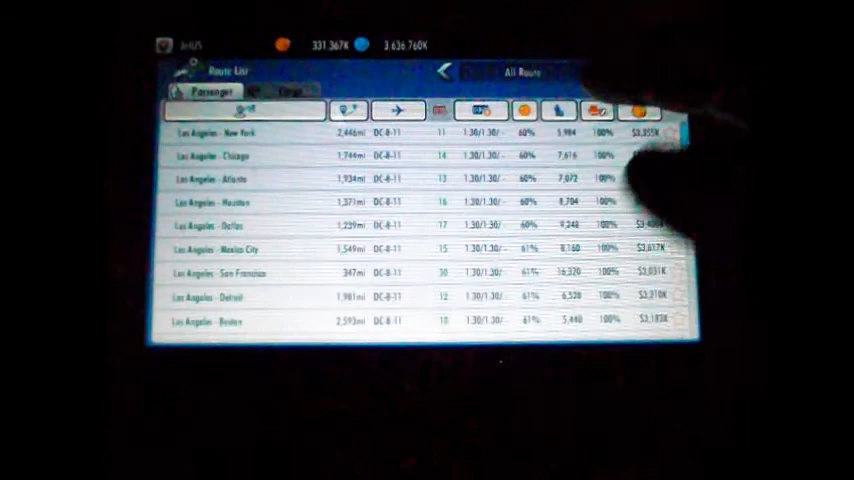 331.367K 3.636.760K
Route List All Route
Passenger
Los Angeles - New York 2,446mi DC-8-11 11 1.30/1.30/- 60% 5,984 100% $3,355K
Los Angeles - Chicago 1,744mi DC-8-11 14 1.30/1.30/- 60% 7,616 100%
Los Angeles - Atlanta 1,934mi DC-8-11 13 1.30/1.30/- 60% 7,072 100%
Los Angeles - Houston 1,371mi DC-8-11 16 1.30/1.30/- 60% 8,704 100%
Los Angeles - Dallas 1,239mi DC-8-11 17 1.30/1.30/- 60% 9,248 100%
Los Angeles - Mexico City 1,549mi DC-8-11 15 1.30/1.30/- 61% 8,160 100% $3,617K
Los Angeles - San Francisco 347mi DC-8-11 30 1.30/1.30/- 61% 16,320 100% $3,031K
Los Angeles - Detroit 1,981mi DC-8-11 12 1.30/1.30/- 61% 6,528 100% $3,310K
Los Angeles - Boston 2,593mi DC-8-11 10 1.30/1.30/- 61% 5,440 100% $3,183K